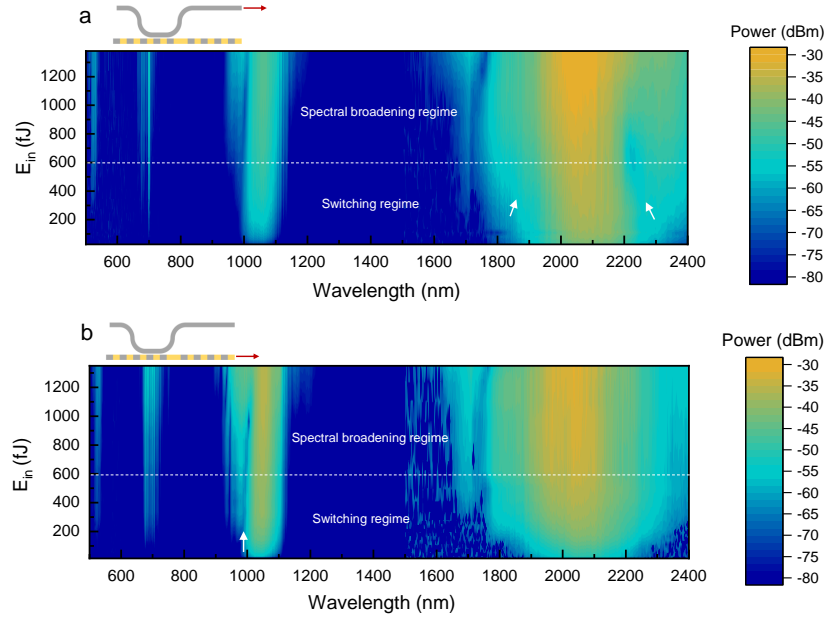 a
Power (dBm)
E_in (fJ)
1200
1000
800
600
400
200
Spectral broadening regime
Switching regime
600 800 1000 1200 1400 1600 1800 2000 2200 2400
Wavelength (nm)
-30
-35
-40
-45
-50
-55
-60
-65
-70
-75
-80
b
Power (dBm)
E_in (fJ)
1200
1000
800
600
400
200
Spectral broadening regime
Switching regime
600 800 1000 1200 1400 1600 1800 2000 2200 2400
Wavelength (nm)
-30
-35
-40
-45
-50
-55
-60
-65
-70
-75
-80